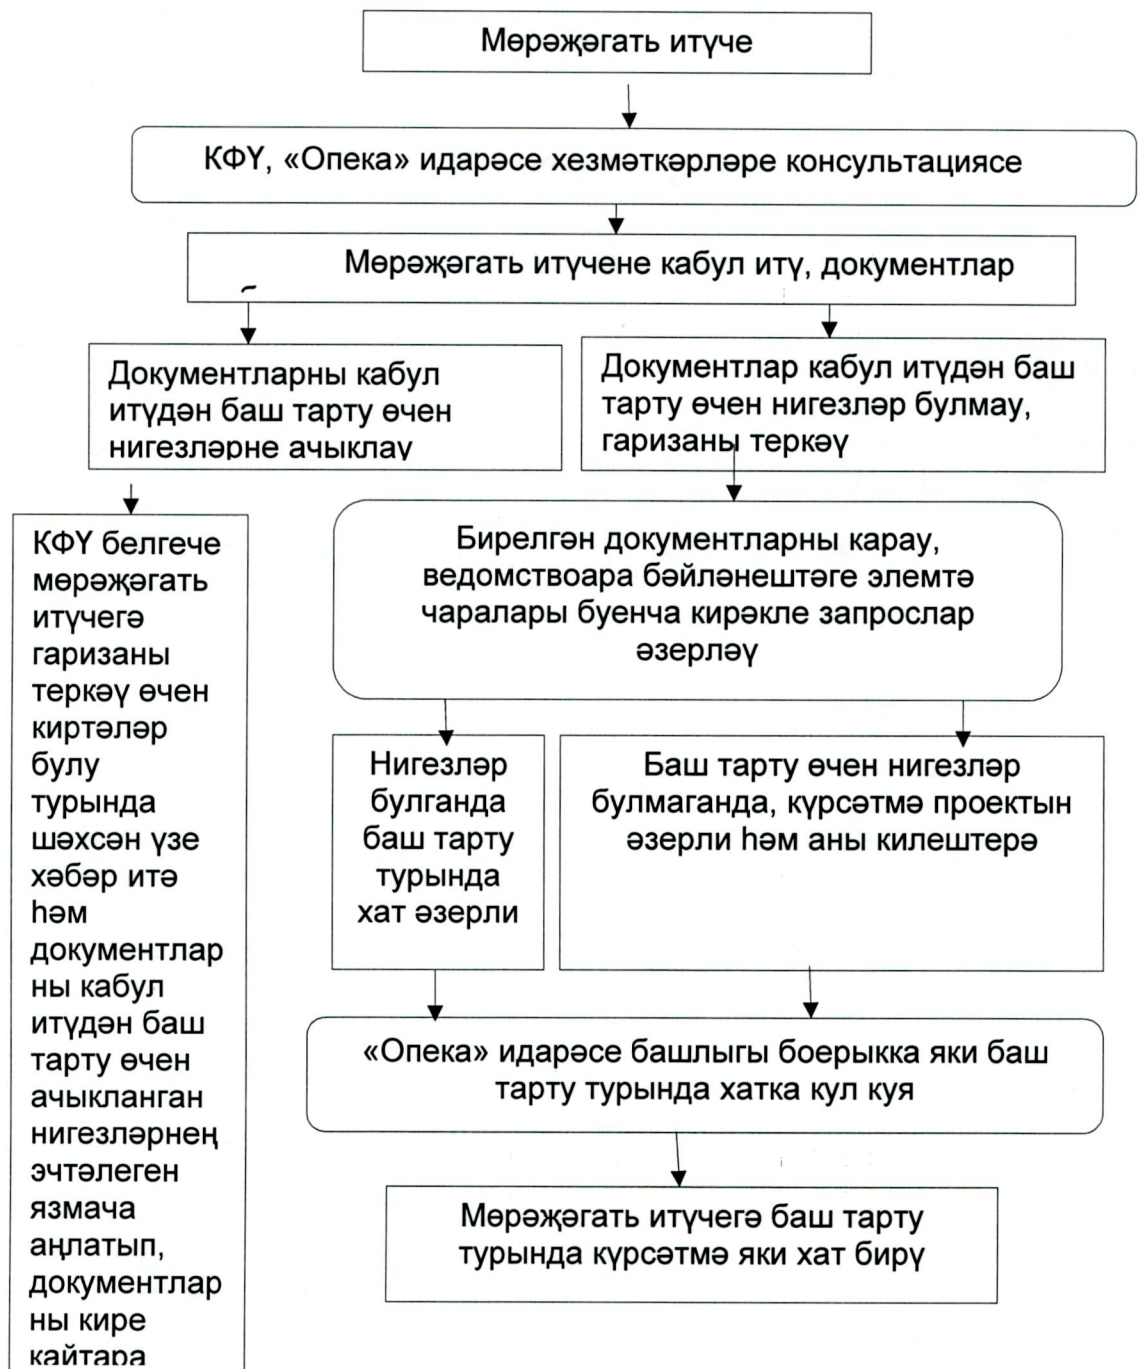 Мөрәҗәгать итүче
КФҮ, «Опека» идарәсе хезмәткәрләре консультациясе
Мөрәҗәгать итүчене кабул итү, документлар
Документларны кабул
итүдән баш тарту өчен
нигезләрне ачыклау
Документлар кабул итүдән баш
тарту өчен нигезләр булмау,
гаризаны теркәү
КФҮ белгече
мөрәҗәгать
итүчегә
гаризаны
теркәү өчен
киртәләр
булу
турында
шәхсән үзе
хәбәр итә
һәм
документлар
ны кабул
итүдән баш
тарту өчен
ачыкланган
нигезләрнең
эчтәлеген
язмача
аңлатып,
документлар
ны кире
кайтара
Бирелгән документларны карау,
ведомствоара бәйләнештәге элемтә
чаралары буенча кирәкле запрослар
әзерләү
Нигезләр
булганда
баш тарту
турында
хат әзерли
Баш тарту өчен нигезләр
булмаганда, күрсәтмә проектын
әзерли һәм аны килештерә
«Опека» идарәсе башлыгы боерыкка яки баш
тарту турында хатка кул куя
Мөрәҗәгать итүчегә баш тарту
турында күрсәтмә яки хат бирү